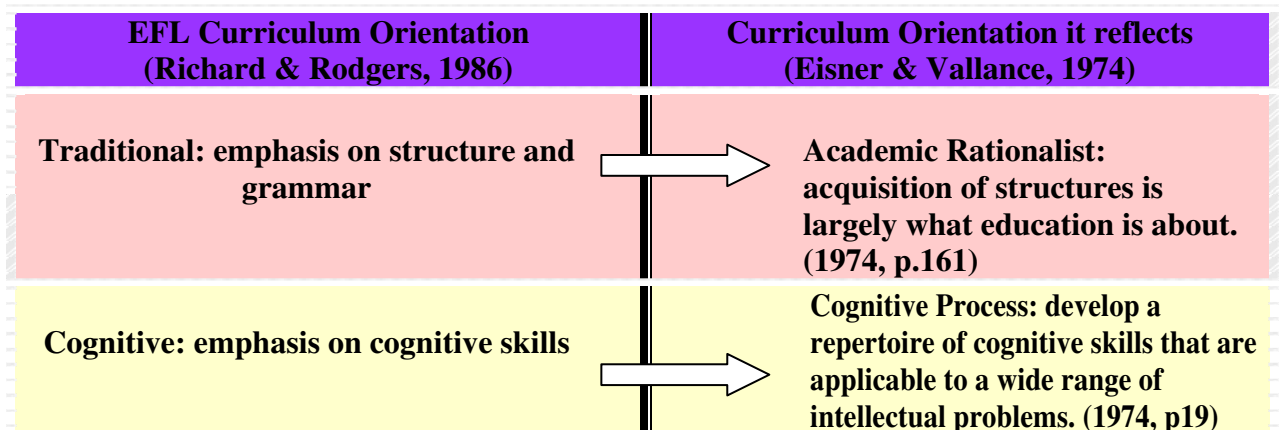 EFL Curriculum Orientation
(Richard & Rodgers, 1986)
Curriculum Orientation it reflects
(Eisner & Vallance, 1974)
Traditional: emphasis on structure and
grammar
Academic Rationalist:
acquisition of structures is
largely what education is about.
(1974, p.161)
Cognitive: emphasis on cognitive skills
Cognitive Process: develop a
repertoire of cognitive skills that are
applicable to a wide range of
intellectual problems. (1974, p19)